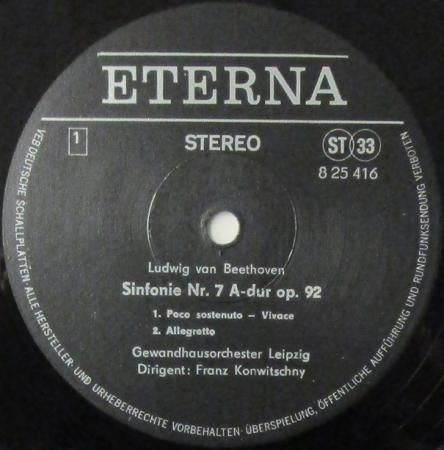 ETERNA
1
STEREO
ST 33
8 25 416
Ludwig van Beethoven
Sinfonie Nr. 7 A-dur op. 92
1. Poco sostenuto – Vivace
2. Allegretto
Gewandhausorchester Leipzig
Dirigent: Franz Konwitschny
VEB DEUTSCHE SCHALLPLATTEN · ALLE HERSTELLER- UND URHEBERRECHTE VORBEHALTEN · ÜBERSPIELUNG, ÖFFENTLICHE AUFFÜHRUNG UND RUNDFUNKSENDUNG VERBOTEN